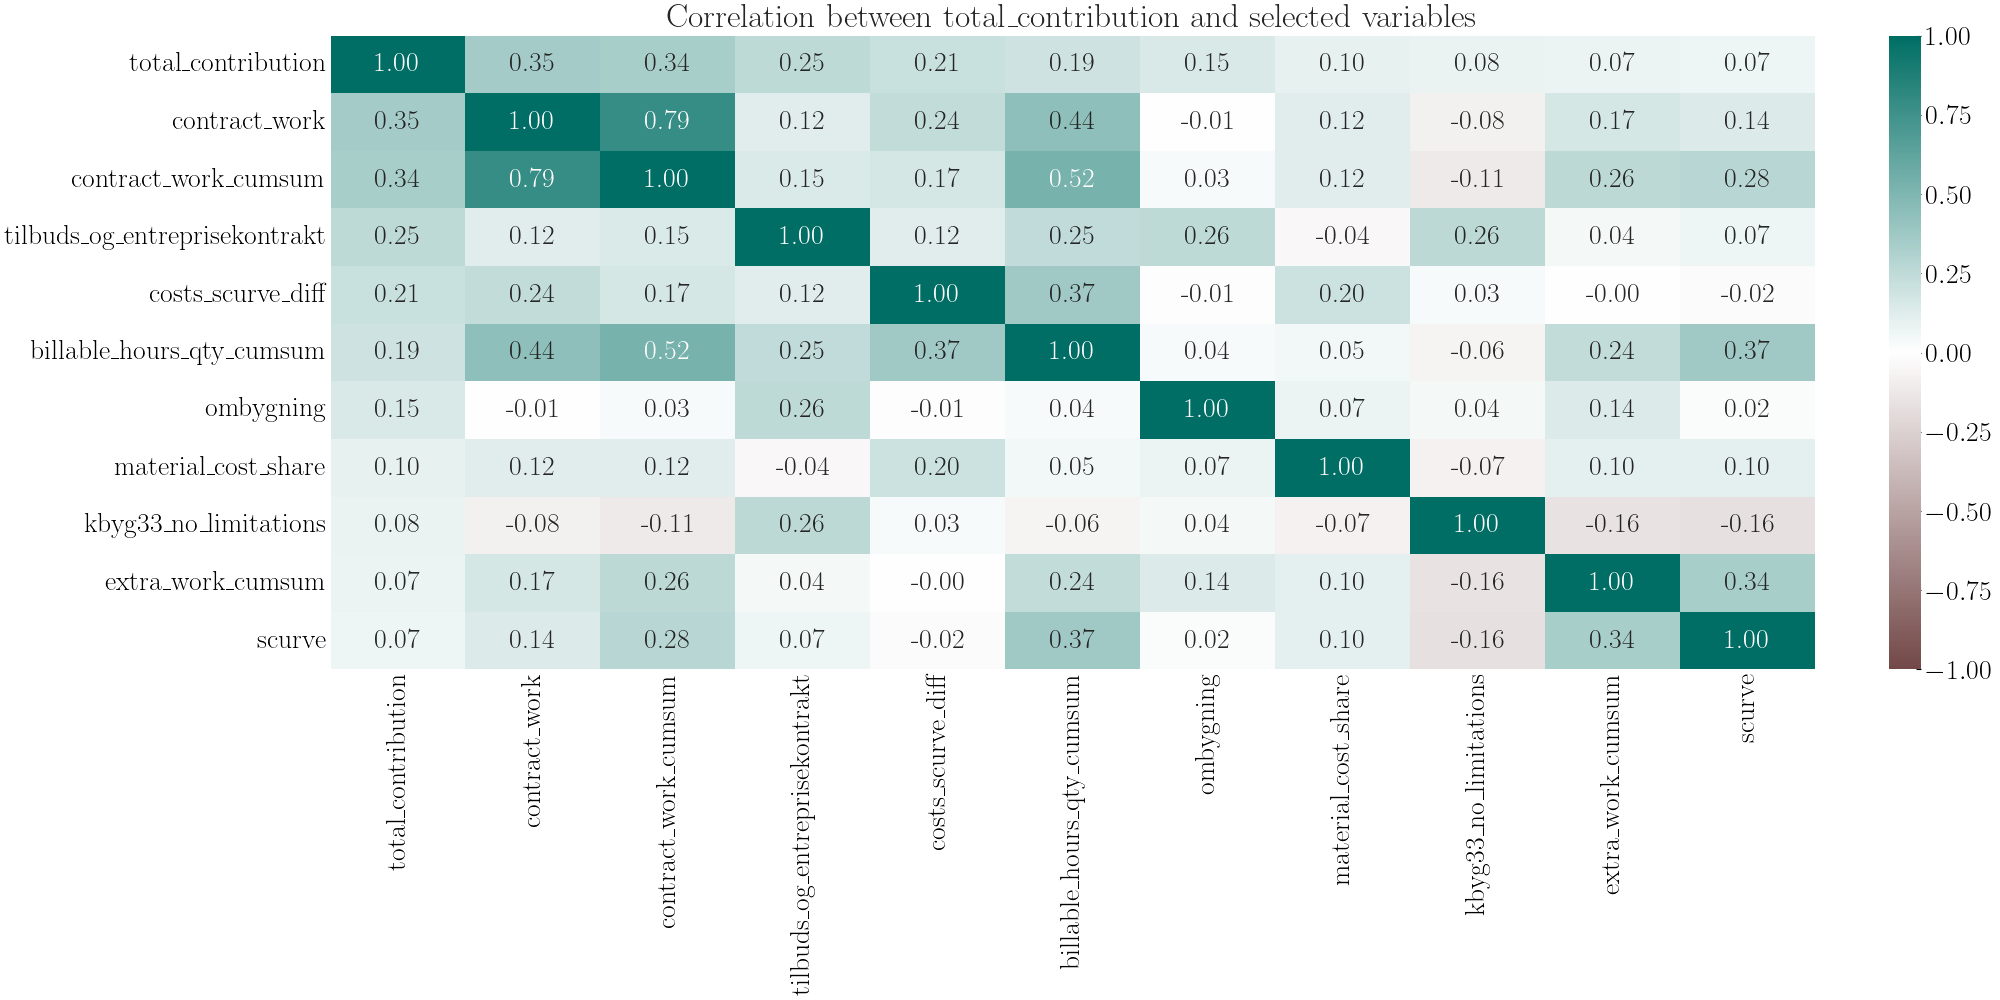 Correlation between total_contribution and selected variables
total_contribution 1.00 0.35 0.34 0.25 0.21 0.19 0.15 0.10 0.08 0.07 0.07
contract_work 0.35 1.00 0.79 0.12 0.24 0.44 -0.01 0.12 -0.08 0.17 0.14
contract_work_cumsum 0.34 0.79 1.00 0.15 0.17 0.52 0.03 0.12 -0.11 0.26 0.28
tilbuds_og_entreprisekontrakt 0.25 0.12 0.15 1.00 0.12 0.25 0.26 -0.04 0.26 0.04 0.07
costs_scurve_diff 0.21 0.24 0.17 0.12 1.00 0.37 -0.01 0.20 0.03 -0.00 -0.02
billable_hours_qty_cumsum 0.19 0.44 0.52 0.25 0.37 1.00 0.04 0.05 -0.06 0.24 0.37
ombygning 0.15 -0.01 0.03 0.26 -0.01 0.04 1.00 0.07 0.04 0.14 0.02
material_cost_share 0.10 0.12 0.12 -0.04 0.20 0.05 0.07 1.00 -0.07 0.10 0.10
kbyg33_no_limitations 0.08 -0.08 -0.11 0.26 0.03 -0.06 0.04 -0.07 1.00 -0.16 -0.16
extra_work_cumsum 0.07 0.17 0.26 0.04 -0.00 0.24 0.14 0.10 -0.16 1.00 0.34
scurve 0.07 0.14 0.28 0.07 -0.02 0.37 0.02 0.10 -0.16 0.34 1.00
total_contribution
contract_work
contract_work_cumsum
tilbuds_og_entreprisekontrakt
costs_scurve_diff
billable_hours_qty_cumsum
ombygning
material_cost_share
kbyg33_no_limitations
extra_work_cumsum
scurve
1.00
0.75
0.50
0.25
0.00
−0.25
−0.50
−0.75
−1.00